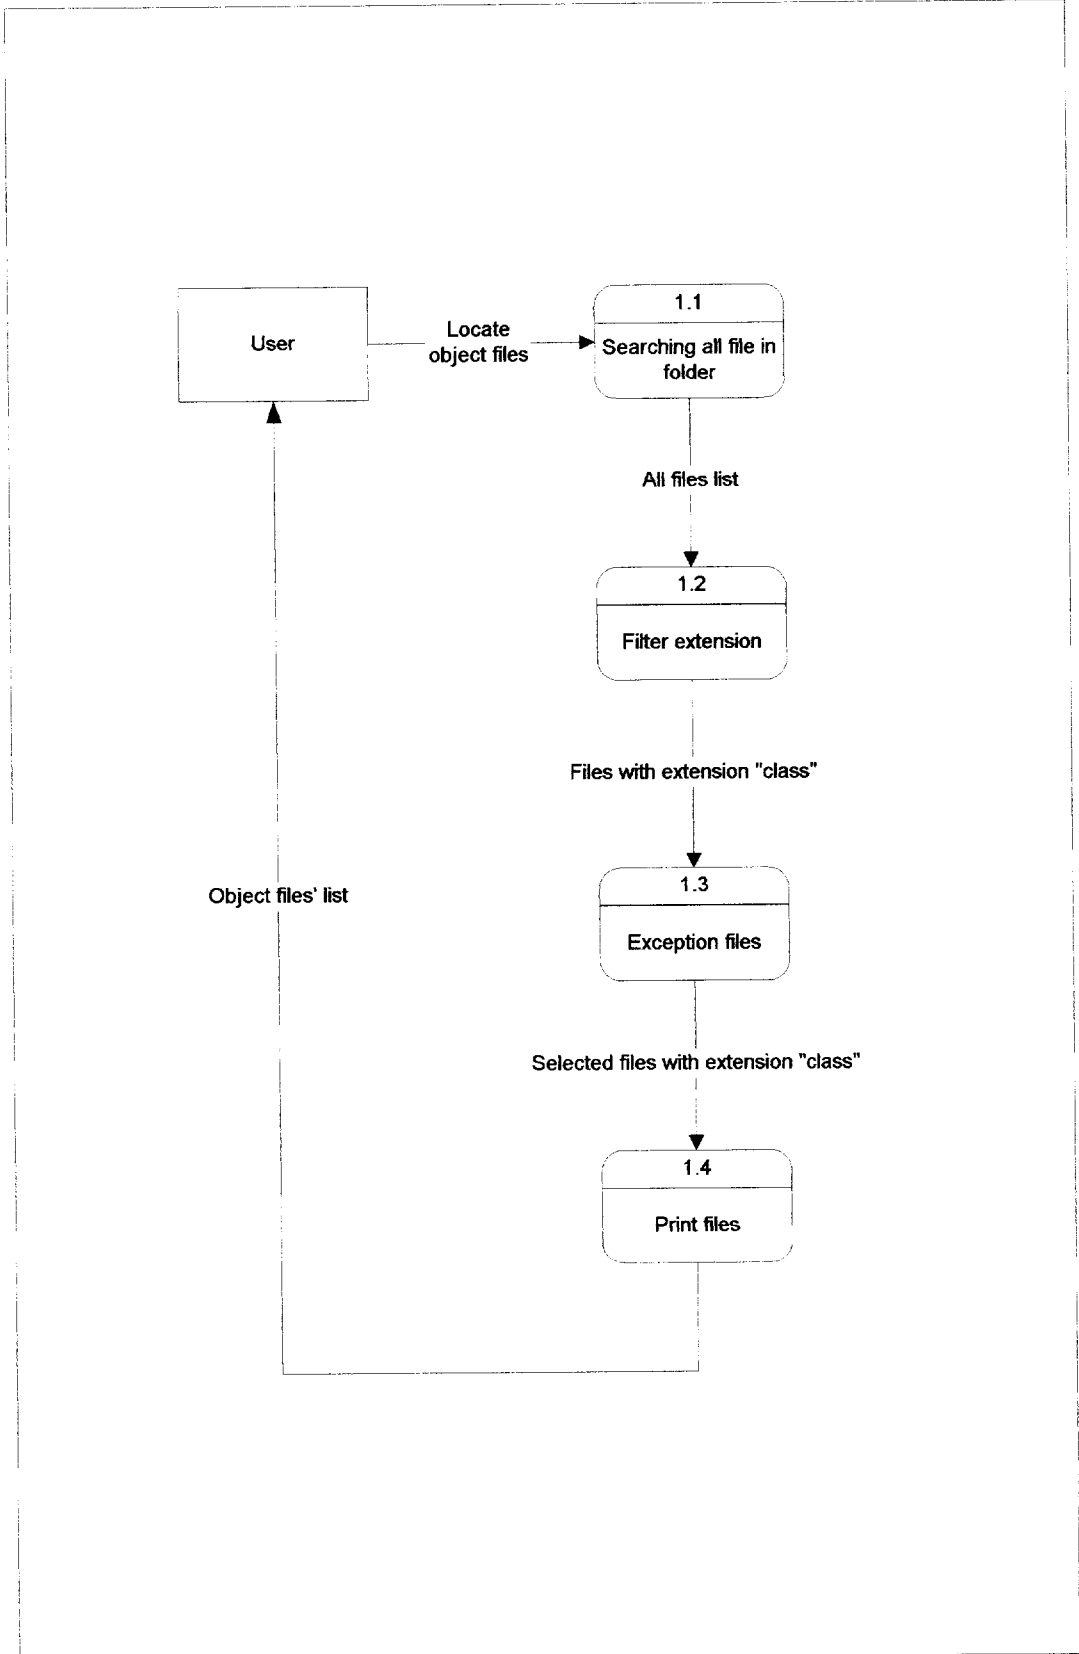 User
Locate
object files
1.1
Searching all file in
folder
All files list
1.2
Filter extension
Files with extension "class"
1.3
Exception files
Object files' list
Selected files with extension "class"
1.4
Print files